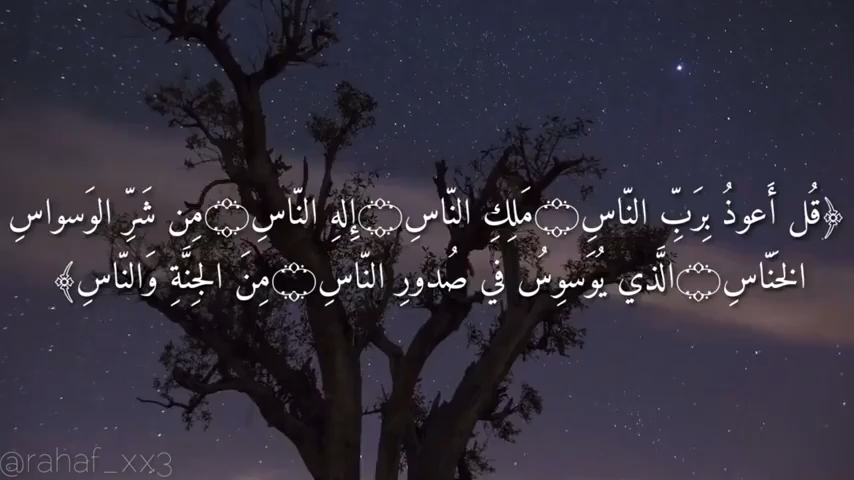 ﴿قُل أَعوذُ بِرَبِّ النّاسِ۝مَلِكِ النّاسِ۝إِلهِ النّاسِ۝مِن شَرِّ الوَسواسِ
الخَنّاسِ۝الَّذي يُوَسوِسُ في صُدورِ النّاسِ۝مِنَ الجِنَّةِ وَالنّاسِ﴾
@rahaf_xx3